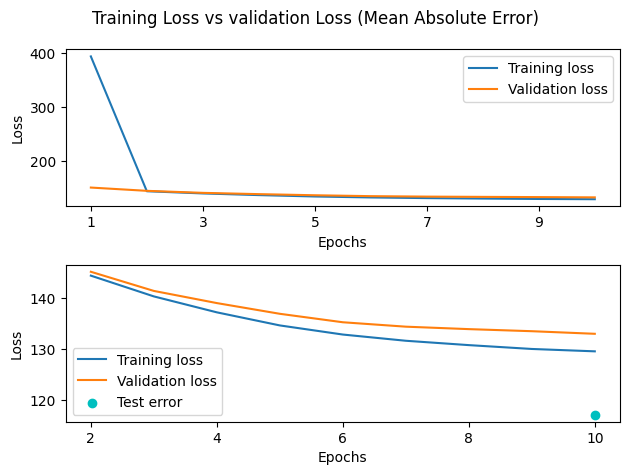 Training Loss vs validation Loss (Mean Absolute Error)
400
300
200
Loss
Training loss
Validation loss
1 3 5 7 9
Epochs
140
130
120
Loss
Training loss
Validation loss
Test error
2 4 6 8 10
Epochs